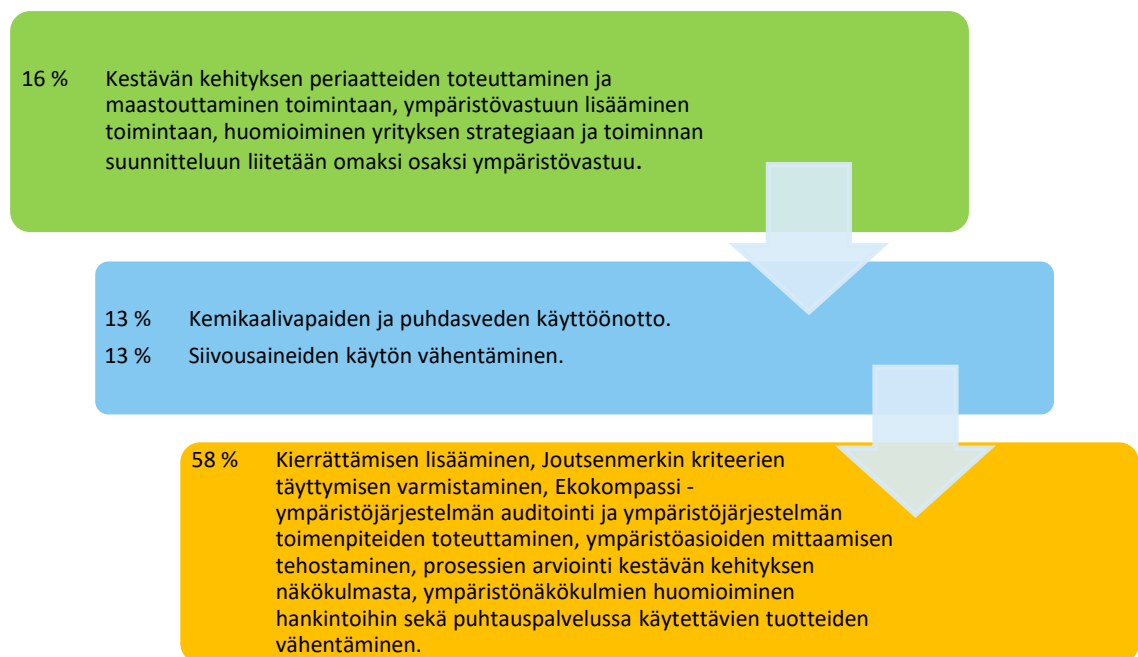 16 % Kestävän kehityksen periaatteiden toteuttaminen ja
maastouttaminen toimintaan, ympäristövastuun lisääminen
toimintaan, huomioiminen yrityksen strategiaan ja toiminnan
suunnitteluun liitetään omaksi osaksi ympäristövastuu.
13 % Kemikaalivapaiden ja puhdasveden käyttöönotto.
13 % Siivousaineiden käytön vähentäminen.
58 % Kierrättämisen lisääminen, Joutsenmerkin kriteerien
täyttymisen varmistaminen, Ekokompassi -
ympäristöjärjestelmän auditointi ja ympäristöjärjestelmän
toimenpiteiden toteuttaminen, ympäristöasioiden mittaamisen
tehostaminen, prosessien arviointi kestävän kehityksen
näkökulmasta, ympäristönäkökulmien huomioiminen
hankintoihin sekä puhtauspalvelussa käytettävien tuotteiden
vähentäminen.